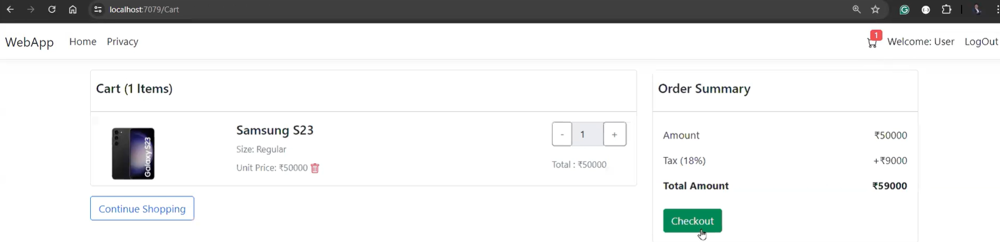 localhost:7079/Cart
WebApp Home Privacy 1 Welcome: User LogOut
Cart (1 Items)
Galaxy S23
Samsung S23
Size: Regular
Unit Price: ₹50000
- 1 +
Total : ₹50000
Continue Shopping
Order Summary
Amount ₹50000
Tax (18%) +₹9000
Total Amount ₹59000
Checkout